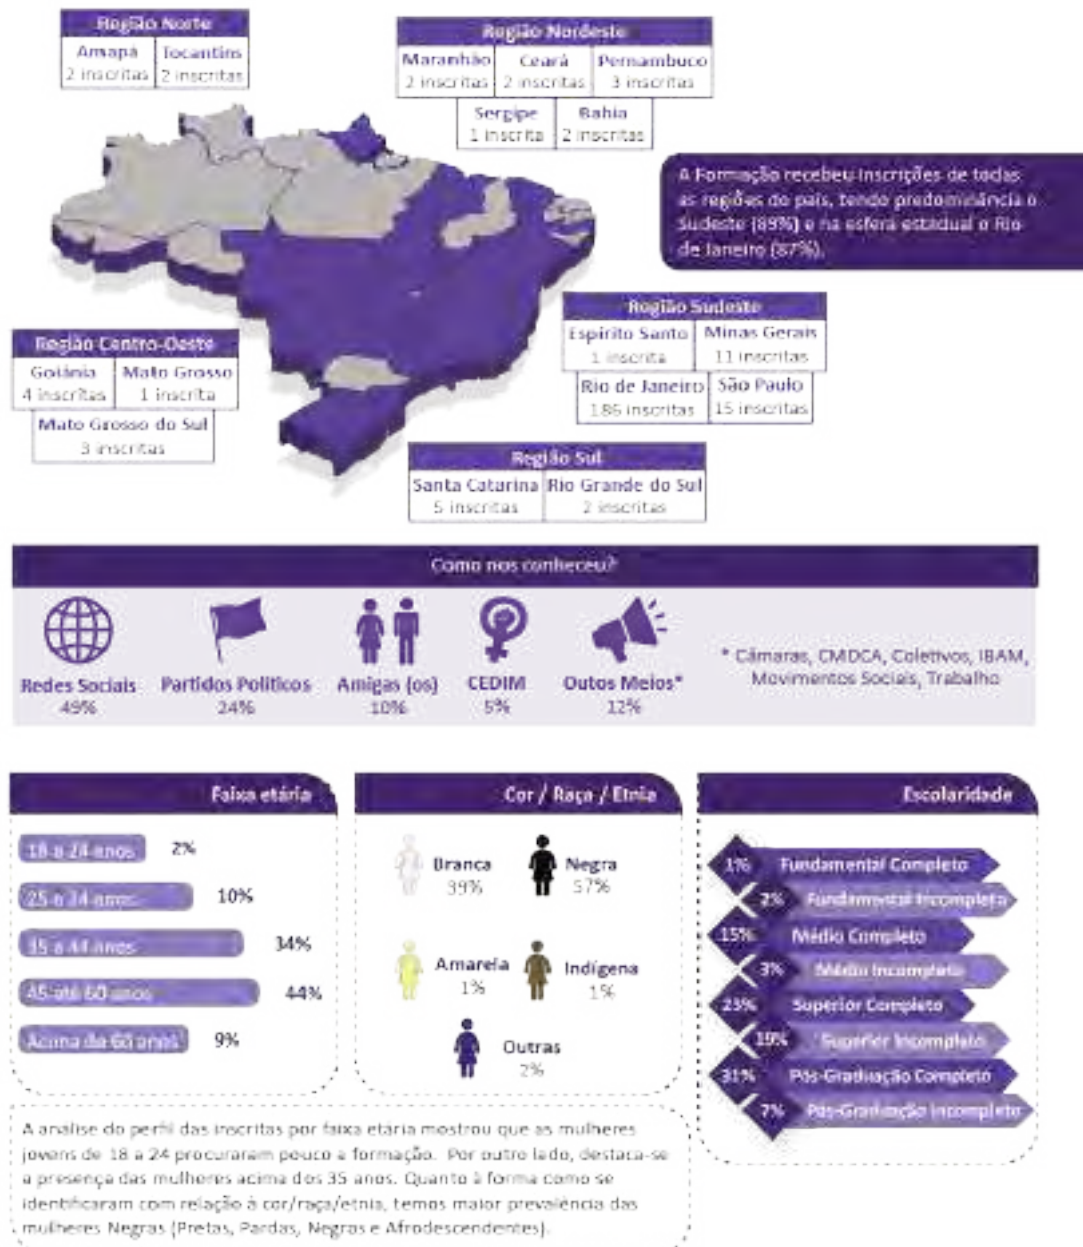 Região Norte
Amapá Tocantins
2 inscritas 2 inscritas
Região Nordeste
Maranhão Ceará Pernambuco
2 inscritas 2 inscritas 3 inscritas
Sergipe Bahia
1 inscrita 2 inscritas
A Formação recebeu inscrições de todas
as regiões do país, tendo predominância o
Sudeste (89%) e na esfera estadual o Rio
de Janeiro (87%).
Região Sudeste
Espírito Santo Minas Gerais
1 inscrita 11 inscritas
Rio de Janeiro São Paulo
186 inscritas 15 inscritas
Região Centro-Oeste
Goiânia Mato Grosso
4 inscritas 1 inscrita
Mato Grosso do Sul
3 inscritas
Região Sul
Santa Catarina Rio Grande do Sul
5 inscritas 2 inscritas
Como nos conheceu?
Redes Sociais Partidos Políticos Amigas (os) CEDIM Outos Meios*
49% 24% 10% 5% 12%
* Câmaras, CMDCA, Coletivos, IBAM,
Movimentos Sociais, Trabalho
Faixa etária
18 a 24 anos 2%
25 a 34 anos 10%
35 a 44 anos 34%
45 até 60 anos 44%
Acima de 60 anos 9%
Cor / Raça / Etnia
Branca Negra
39% 57%
Amarela Indígena
1% 1%
Outras
2%
Escolaridade
1% Fundamental Completo
2% Fundamental Incompleta
15% Médio Completo
3% Médio Incompleto
23% Superior Completo
19% Superior Incompleto
31% Pós-Graduação Completo
7% Pós-Graduação Incompleto
A análise do perfil das inscritas por faixa etária mostrou que as mulheres
jovens de 18 a 24 procuraram pouco a formação. Por outro lado, destaca-se
a presença das mulheres acima dos 35 anos. Quanto à forma como se
identificaram com relação à cor/raça/etnia, temos maior prevalência das
mulheres Negras (Pretas, Pardas, Negras e Afrodescendentes).